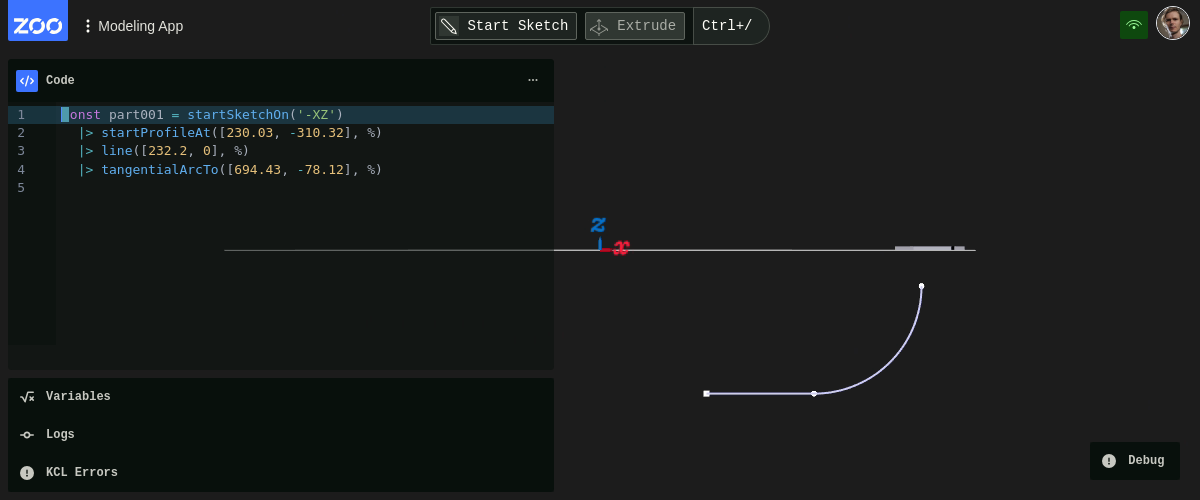 ZOO
Modeling App
Start Sketch
Extrude
Ctrl+/
Code
1 const part001 = startSketchOn('-XZ')
2 |> startProfileAt([230.03, -310.32], %)
3 |> line([232.2, 0], %)
4 |> tangentialArcTo([694.43, -78.12], %)
5
z
x
Variables
Logs
KCL Errors
Debug